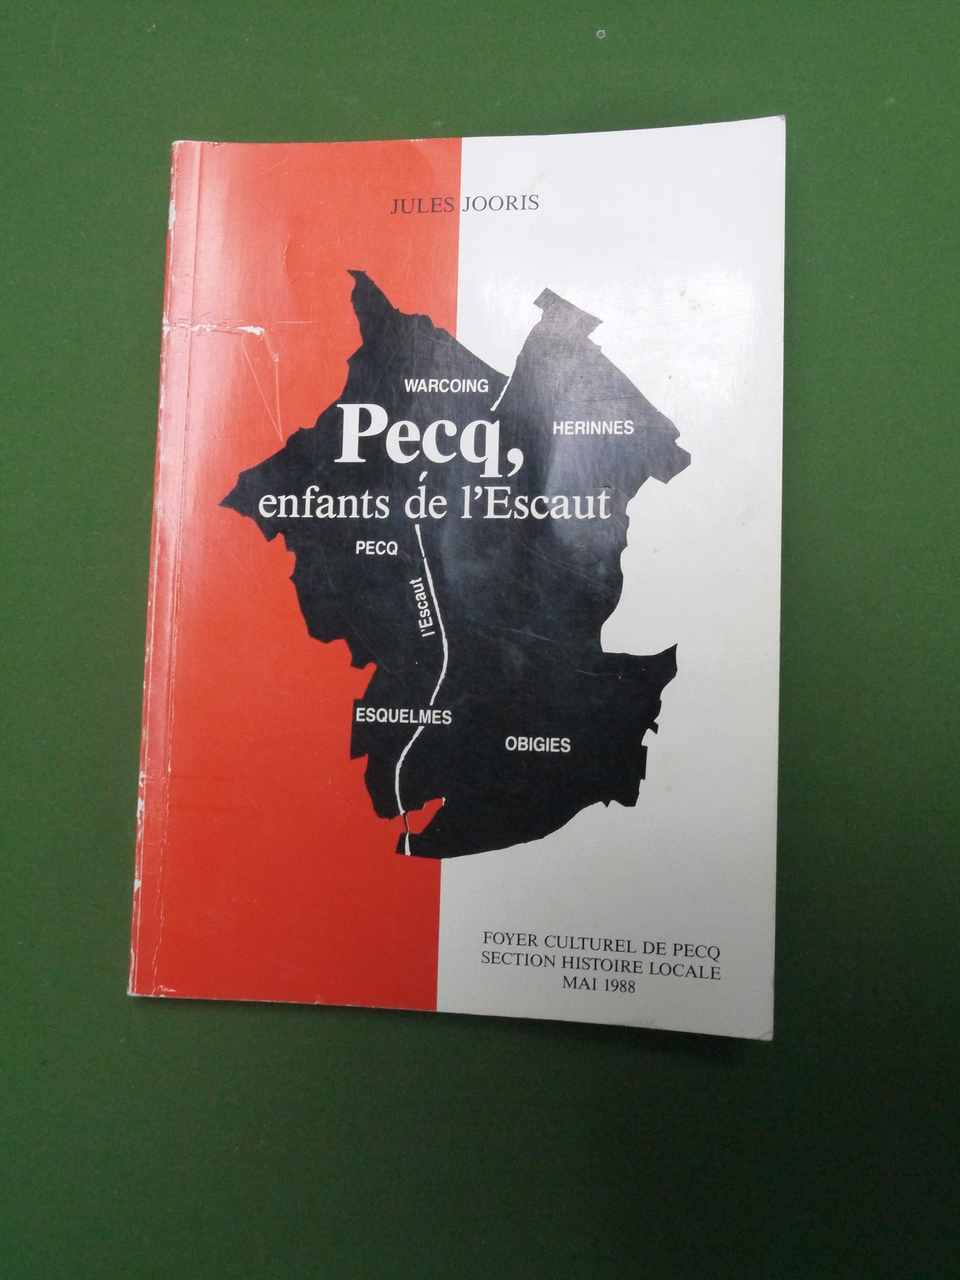 JULES JOORIS
WARCOING
HERINNES
Pecq,
enfants de l'Escaut
PECQ
l'Escaut
ESQUELMES
OBIGIES
FOYER CULTUREL DE PECQ
SECTION HISTOIRE LOCALE
MAI 1988